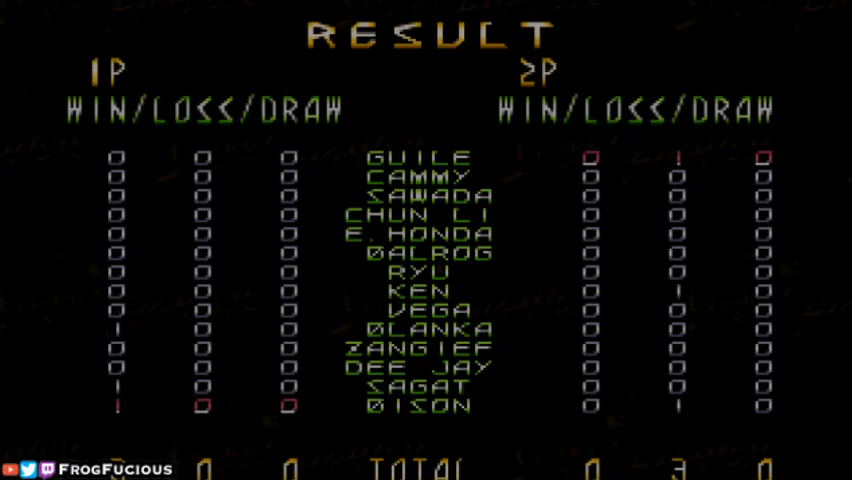 RESULT
1P 2P
WIN/LOSS/DRAW WIN/LOSS/DRAW
0 0 0 GUILE 0 1 0
0 0 0 CAMMY 0 0 0
0 0 0 SAWADA 0 0 0
0 0 0 CHUN LI 0 0 0
0 0 0 E.HONDA 0 0 0
0 0 0 BALROG 0 0 0
0 0 0 RYU 0 0 0
0 0 0 KEN 0 1 0
0 0 0 VEGA 0 0 0
1 0 0 BLANKA 0 0 0
0 0 0 ZANGIEF 0 0 0
0 0 0 DEE JAY 0 0 0
1 0 0 SAGAT 0 0 0
1 0 0 BISON 0 1 0
3 0 0 TOTAL 0 3 0
FROGFUCIOUS